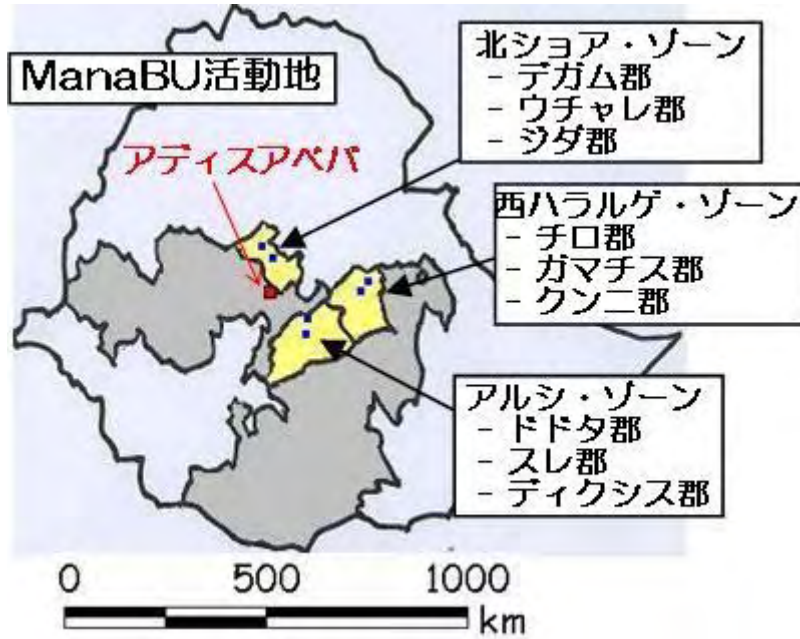 ManaBU活動地
北ショア・ゾーン
- デガム郡
- ウチャレ郡
- ジダ郡
アディスアベバ
西ハラルゲ・ゾーン
- チロ郡
- ガマチス郡
- クンニ郡
アルシ・ゾーン
- ドドタ郡
- スレ郡
- ディクシス郡
0 500 1000
km